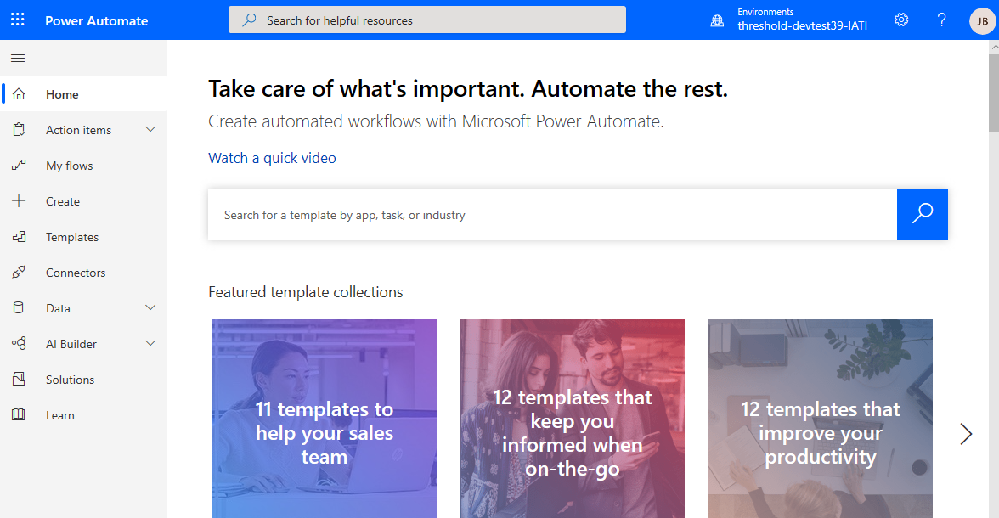 Power Automate
Search for helpful resources
Environments
threshold-devtest39-IATI
JB
Home
Action items
My flows
Create
Templates
Connectors
Data
AI Builder
Solutions
Learn
Take care of what's important. Automate the rest.
Create automated workflows with Microsoft Power Automate.
Watch a quick video
Search for a template by app, task, or industry
Featured template collections
11 templates to
help your sales
team
12 templates that
keep you
informed when
on-the-go
12 templates that
improve your
productivity